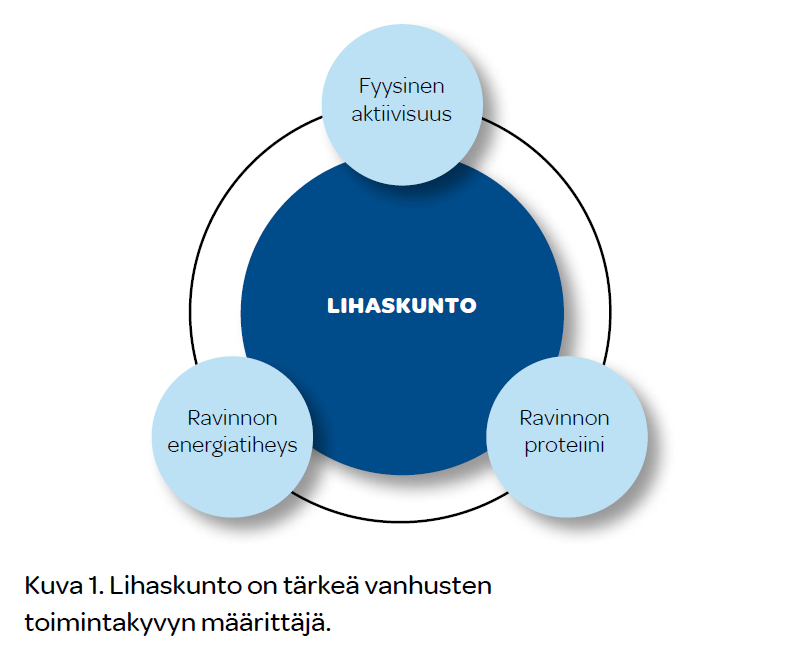 Fyysinen
aktiivisuus
LIHASKUNTO
Ravinnon
energiatiheys
Ravinnon
proteiini
Kuva 1. Lihaskunto on tärkeä vanhusten
toimintakyvyn määrittäjä.